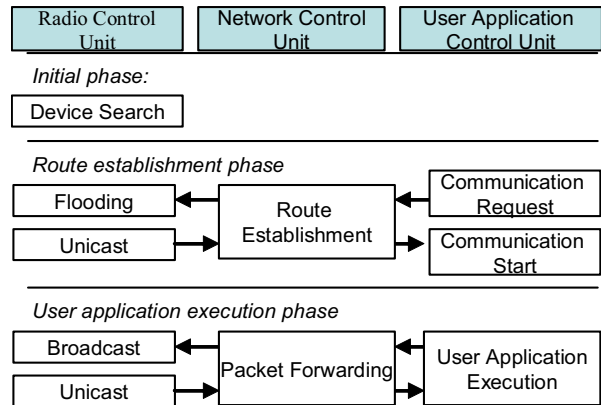 Radio Control
Unit
Network Control
Unit
User Application
Control Unit
Initial phase:
Device Search
Route establishment phase
Flooding
Unicast
Route
Establishment
Communication
Request
Communication
Start
User application execution phase
Broadcast
Unicast
Packet Forwarding
User Application
Execution